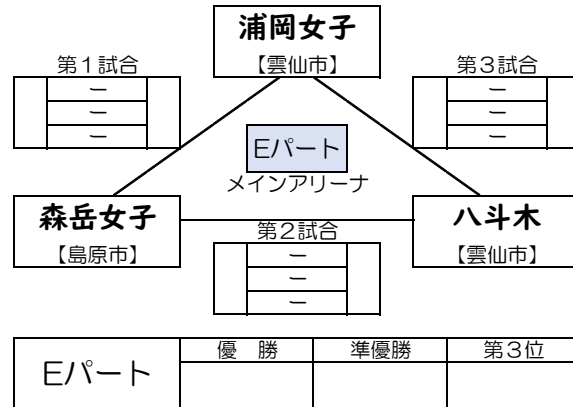 浦岡女子
【雲仙市】
第1試合
ー
ー
ー
第3試合
ー
ー
ー
Eパート
メインアリーナ
森岳女子
【島原市】
八斗木
【雲仙市】
第2試合
ー
ー
ー
Eパート
優　勝
準優勝
第3位